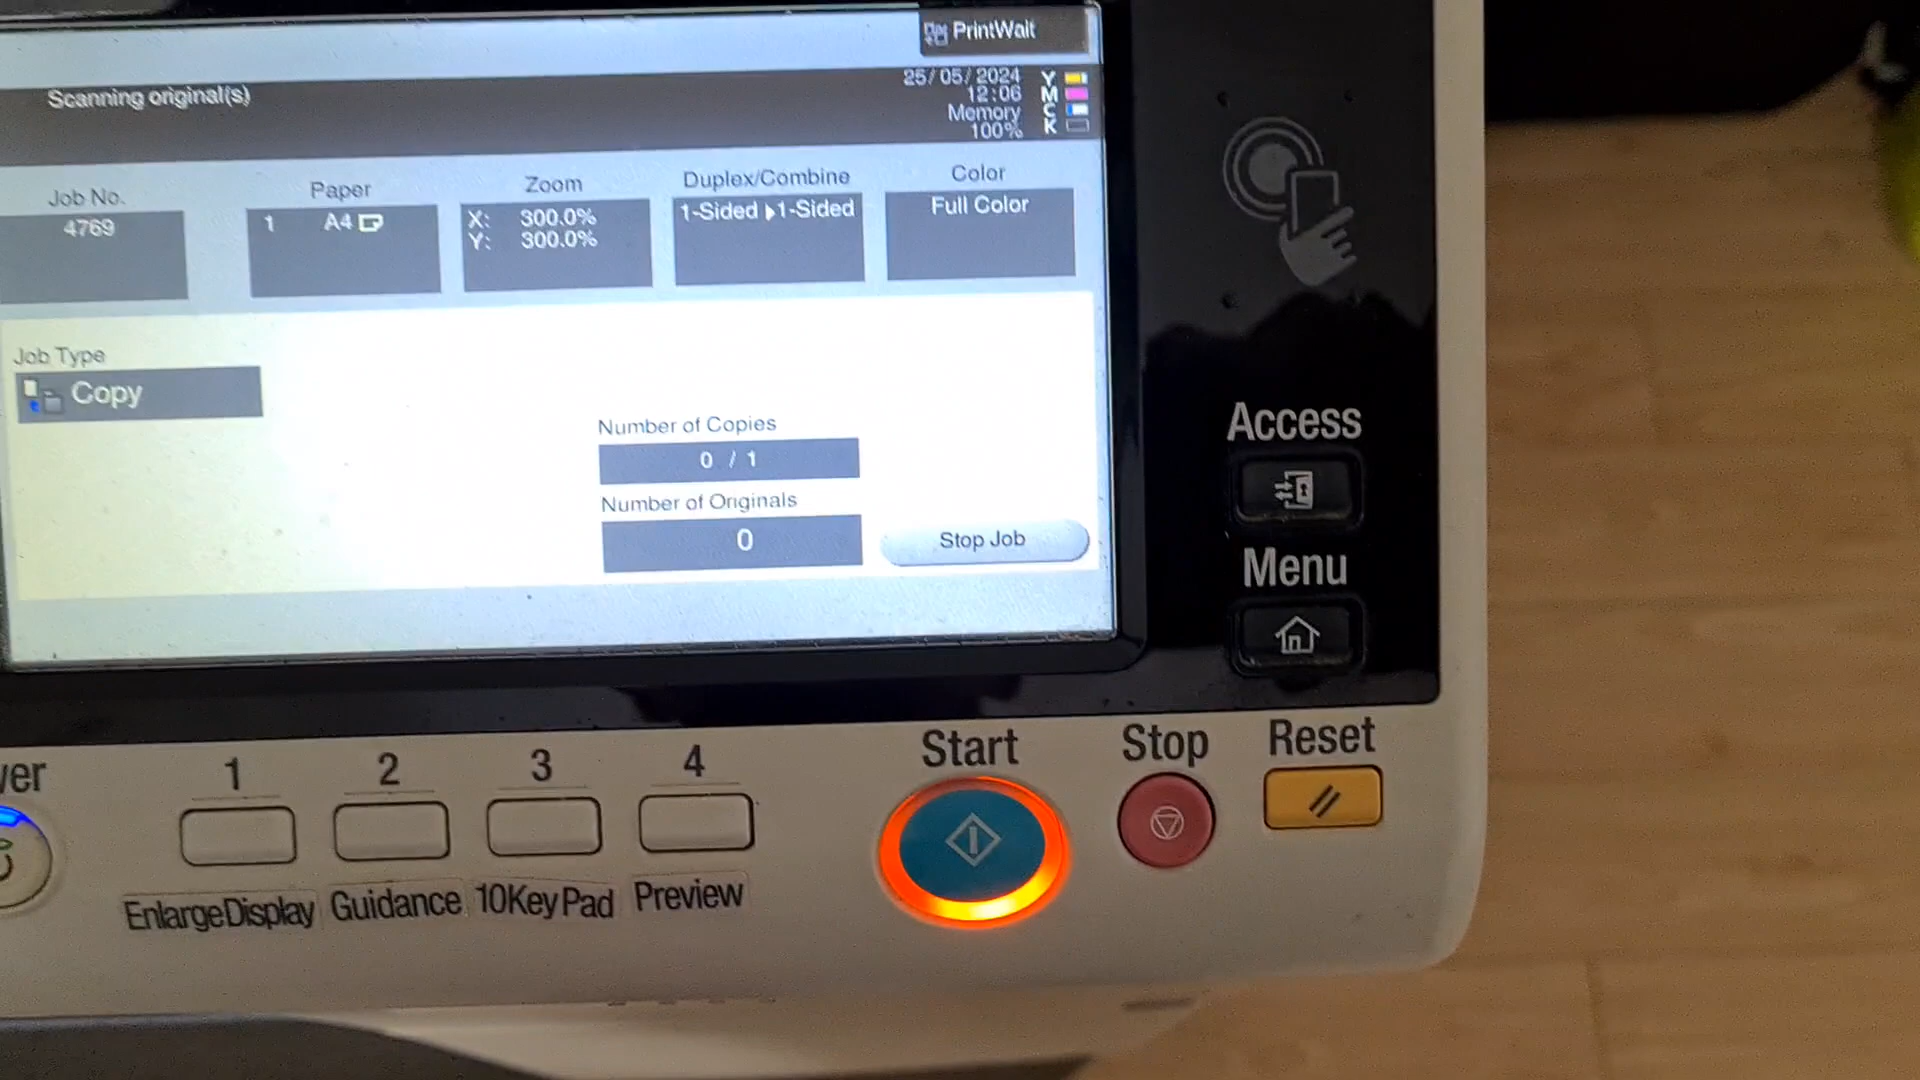 PrintWait
Scanning original(s)
25/05/2024
12:06
Memory
100%
Y
M
C
K
Job No.
4769
Paper
1 A4
Zoom
X: 300.0%
Y: 300.0%
Duplex/Combine
1-Sided ▶ 1-Sided
Color
Full Color
Job Type
Copy
Number of Copies
0 / 1
Number of Originals
0
Stop Job
Access
Menu
Start
Stop
Reset
1
2
3
4
EnlargeDisplay
Guidance
10KeyPad
Preview